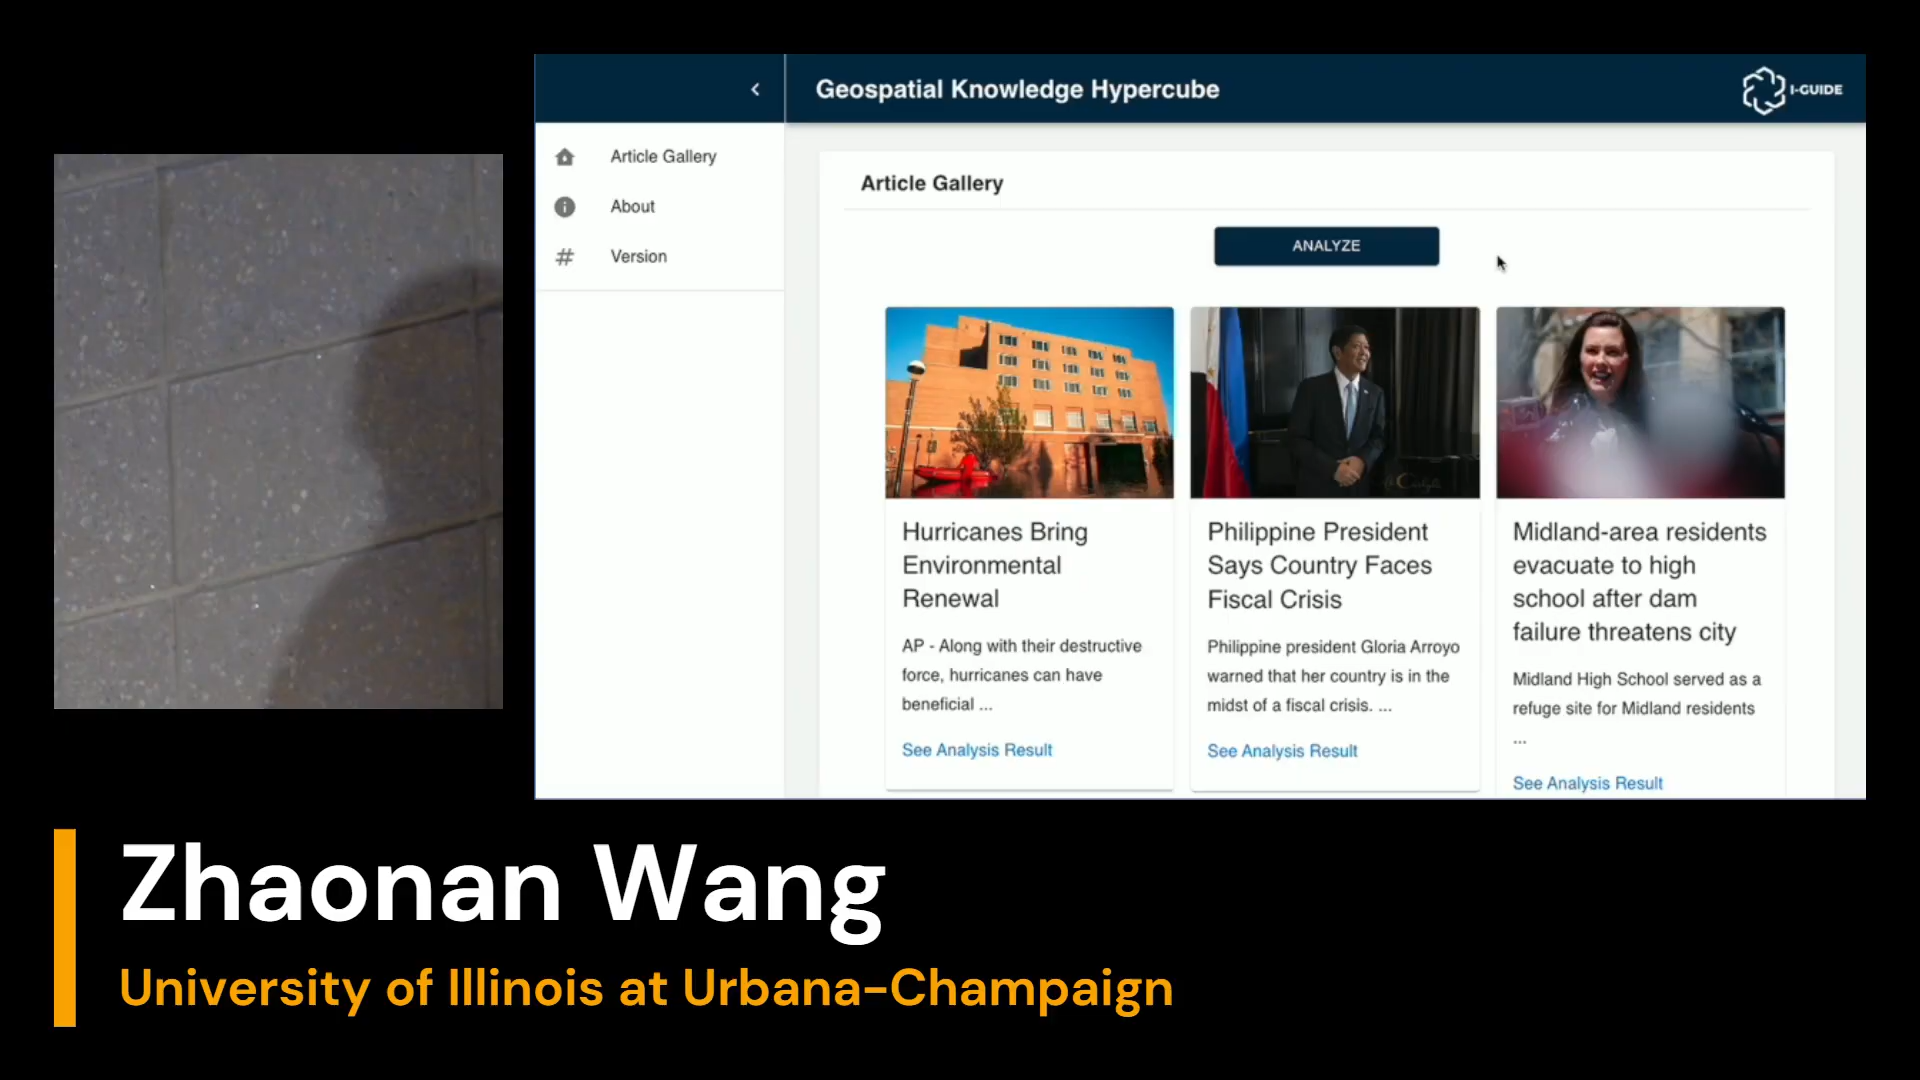 Geospatial Knowledge Hypercube
I-GUIDE
Article Gallery
About
Version
Article Gallery
ANALYZE
Hurricanes Bring
Environmental
Renewal
AP - Along with their destructive
force, hurricanes can have
beneficial ...
See Analysis Result
Philippine President
Says Country Faces
Fiscal Crisis
Philippine president Gloria Arroyo
warned that her country is in the
midst of a fiscal crisis. ...
See Analysis Result
Midland-area residents
evacuate to high
school after dam
failure threatens city
Midland High School served as a
refuge site for Midland residents
...
See Analysis Result
Zhaonan Wang
University of Illinois at Urbana-Champaign